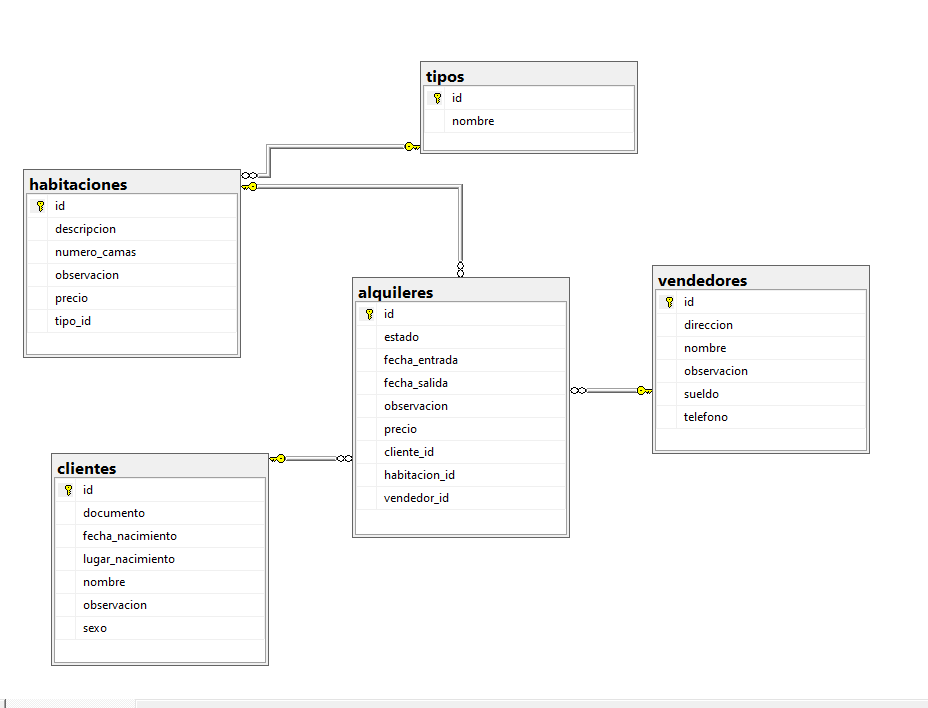 tipos
id
nombre
habitaciones
id
descripcion
numero_camas
observacion
precio
tipo_id
alquileres
id
estado
fecha_entrada
fecha_salida
observacion
precio
cliente_id
habitacion_id
vendedor_id
vendedores
id
direccion
nombre
observacion
sueldo
telefono
clientes
id
documento
fecha_nacimiento
lugar_nacimiento
nombre
observacion
sexo